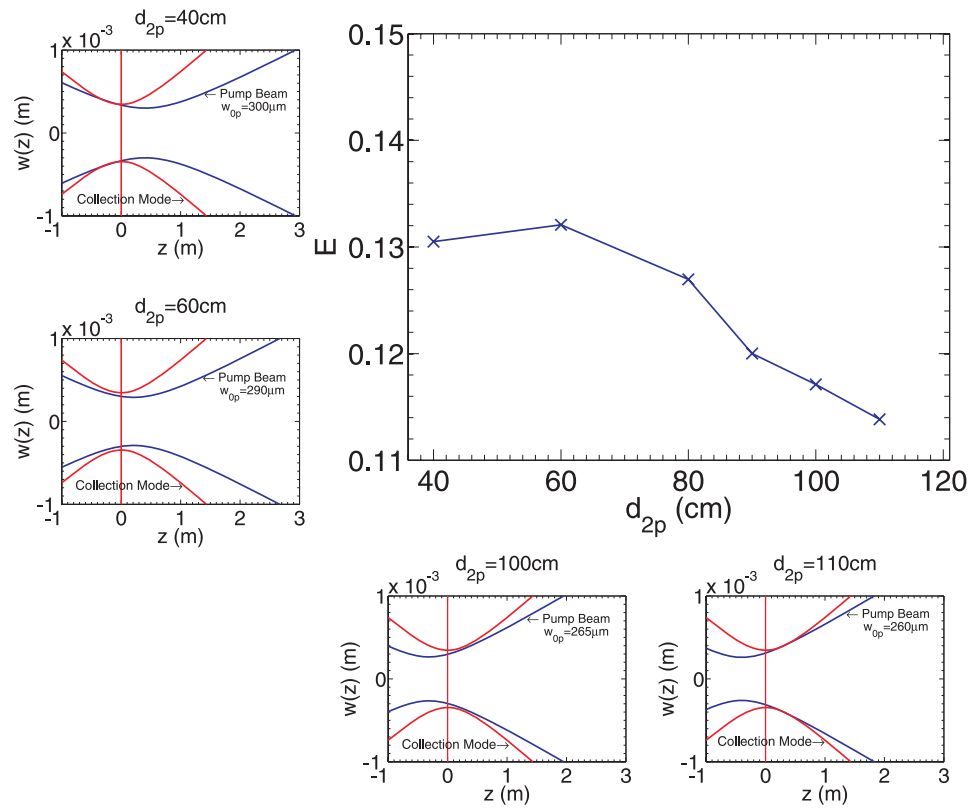 d2p=40cm
x 10-3
1
0
-1
w(z) (m)
Pump Beam
w0p=300μm
Collection Mode
-1 0 1 2 3
z (m)
d2p=60cm
x 10-3
1
0
-1
w(z) (m)
Pump Beam
w0p=290μm
Collection Mode
-1 0 1 2 3
z (m)
0.15
0.14
0.13
0.12
0.11
E
40 60 80 100 120
d2p (cm)
d2p=100cm
x 10-3
1
0
-1
w(z) (m)
Pump Beam
w0p=265μm
Collection Mode
-1 0 1 2 3
z (m)
d2p=110cm
x 10-3
1
0
-1
w(z) (m)
Pump Beam
w0p=260μm
Collection Mode
-1 0 1 2 3
z (m)